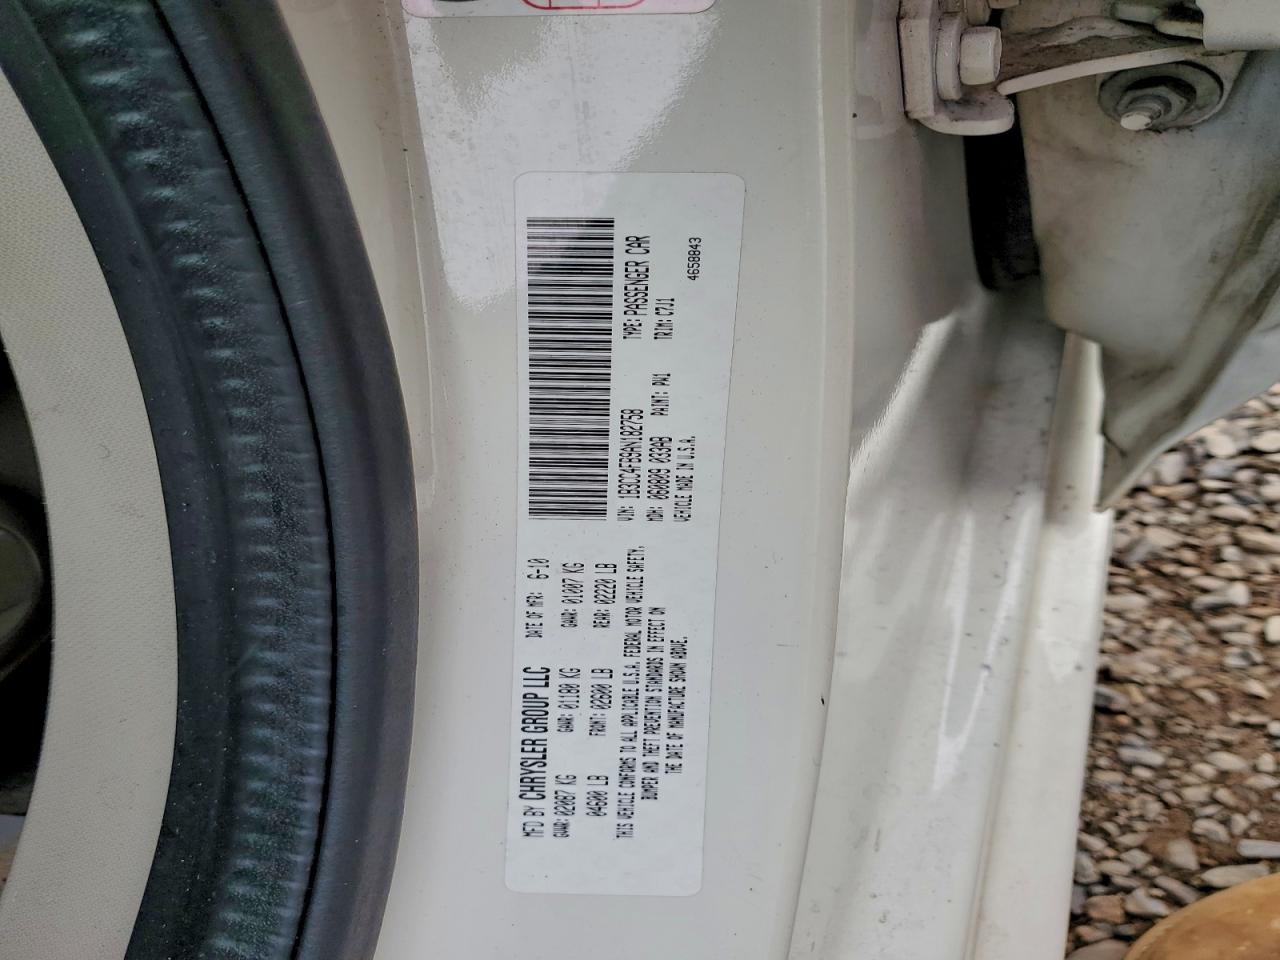 MFD BY CHRYSLER GROUP LLC DATE OF MFR: 6-10
GVWR: 02087 KG GAWR: 01180 KG GAWR: 01007 KG
04600 LB FRONT: 02600 LB REAR: 02220 LB
THIS VEHICLE CONFORMS TO ALL APPLICABLE U.S.A. FEDERAL MOTOR VEHICLE SAFETY,
BUMPER AND THEFT PREVENTION STANDARDS IN EFFECT ON
THE DATE OF MANUFACTURE SHOWN ABOVE.
VIN: 1B3CC4FB9AN182758 TYPE: PASSENGER CAR
MDH: 060809 033AB PAINT: PW1 TRIM: C7J1
VEHICLE MADE IN U.S.A.
4658843